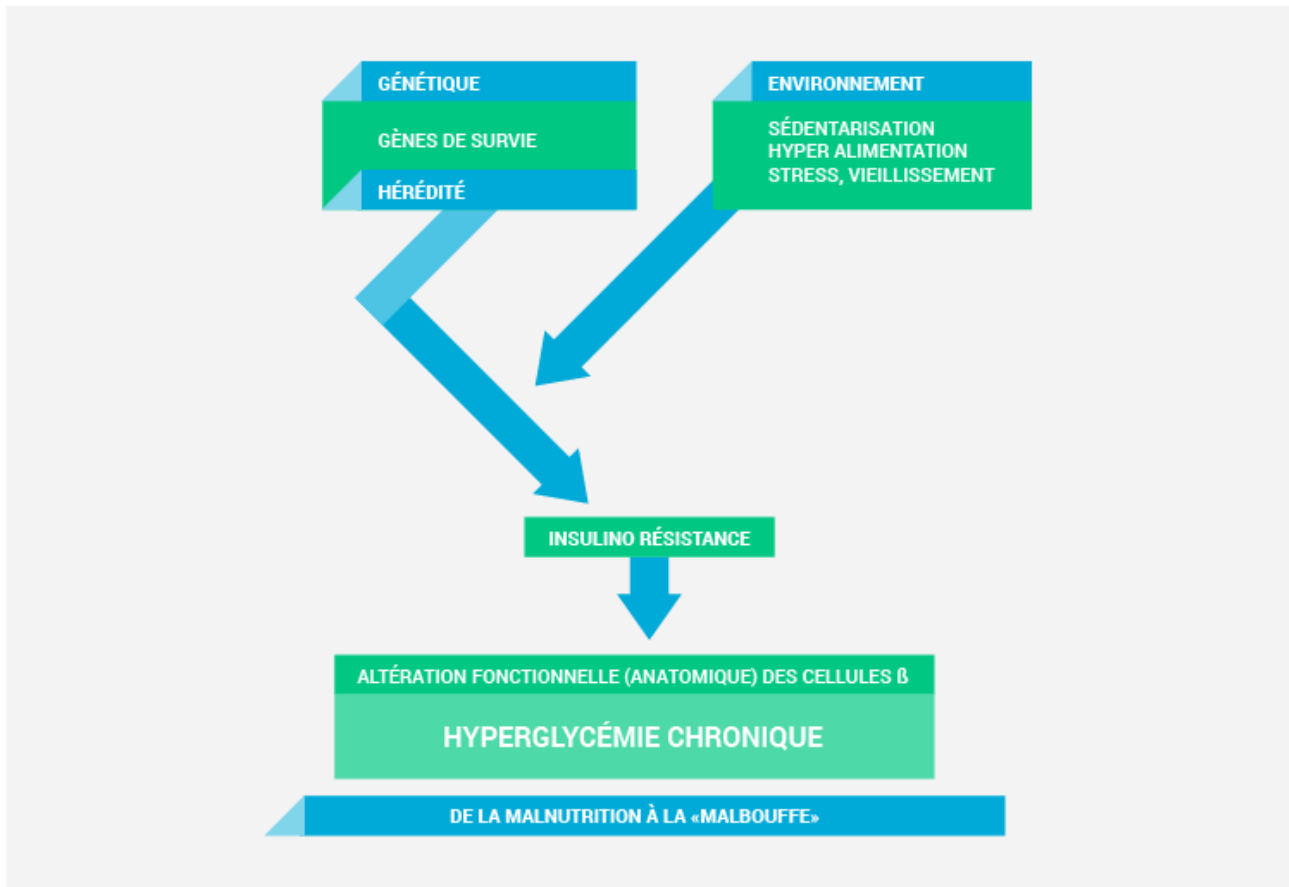 GÉNÉTIQUE
GÈNES DE SURVIE
HÉRÉDITÉ
ENVIRONNEMENT
SÉDENTARISATION
HYPER ALIMENTATION
STRESS, VIEILLISSEMENT
INSULINO RÉSISTANCE
ALTÉRATION FONCTIONNELLE (ANATOMIQUE) DES CELLULES ß
HYPERGLYCÉMIE CHRONIQUE
DE LA MALNUTRITION À LA «MALBOUFFE»